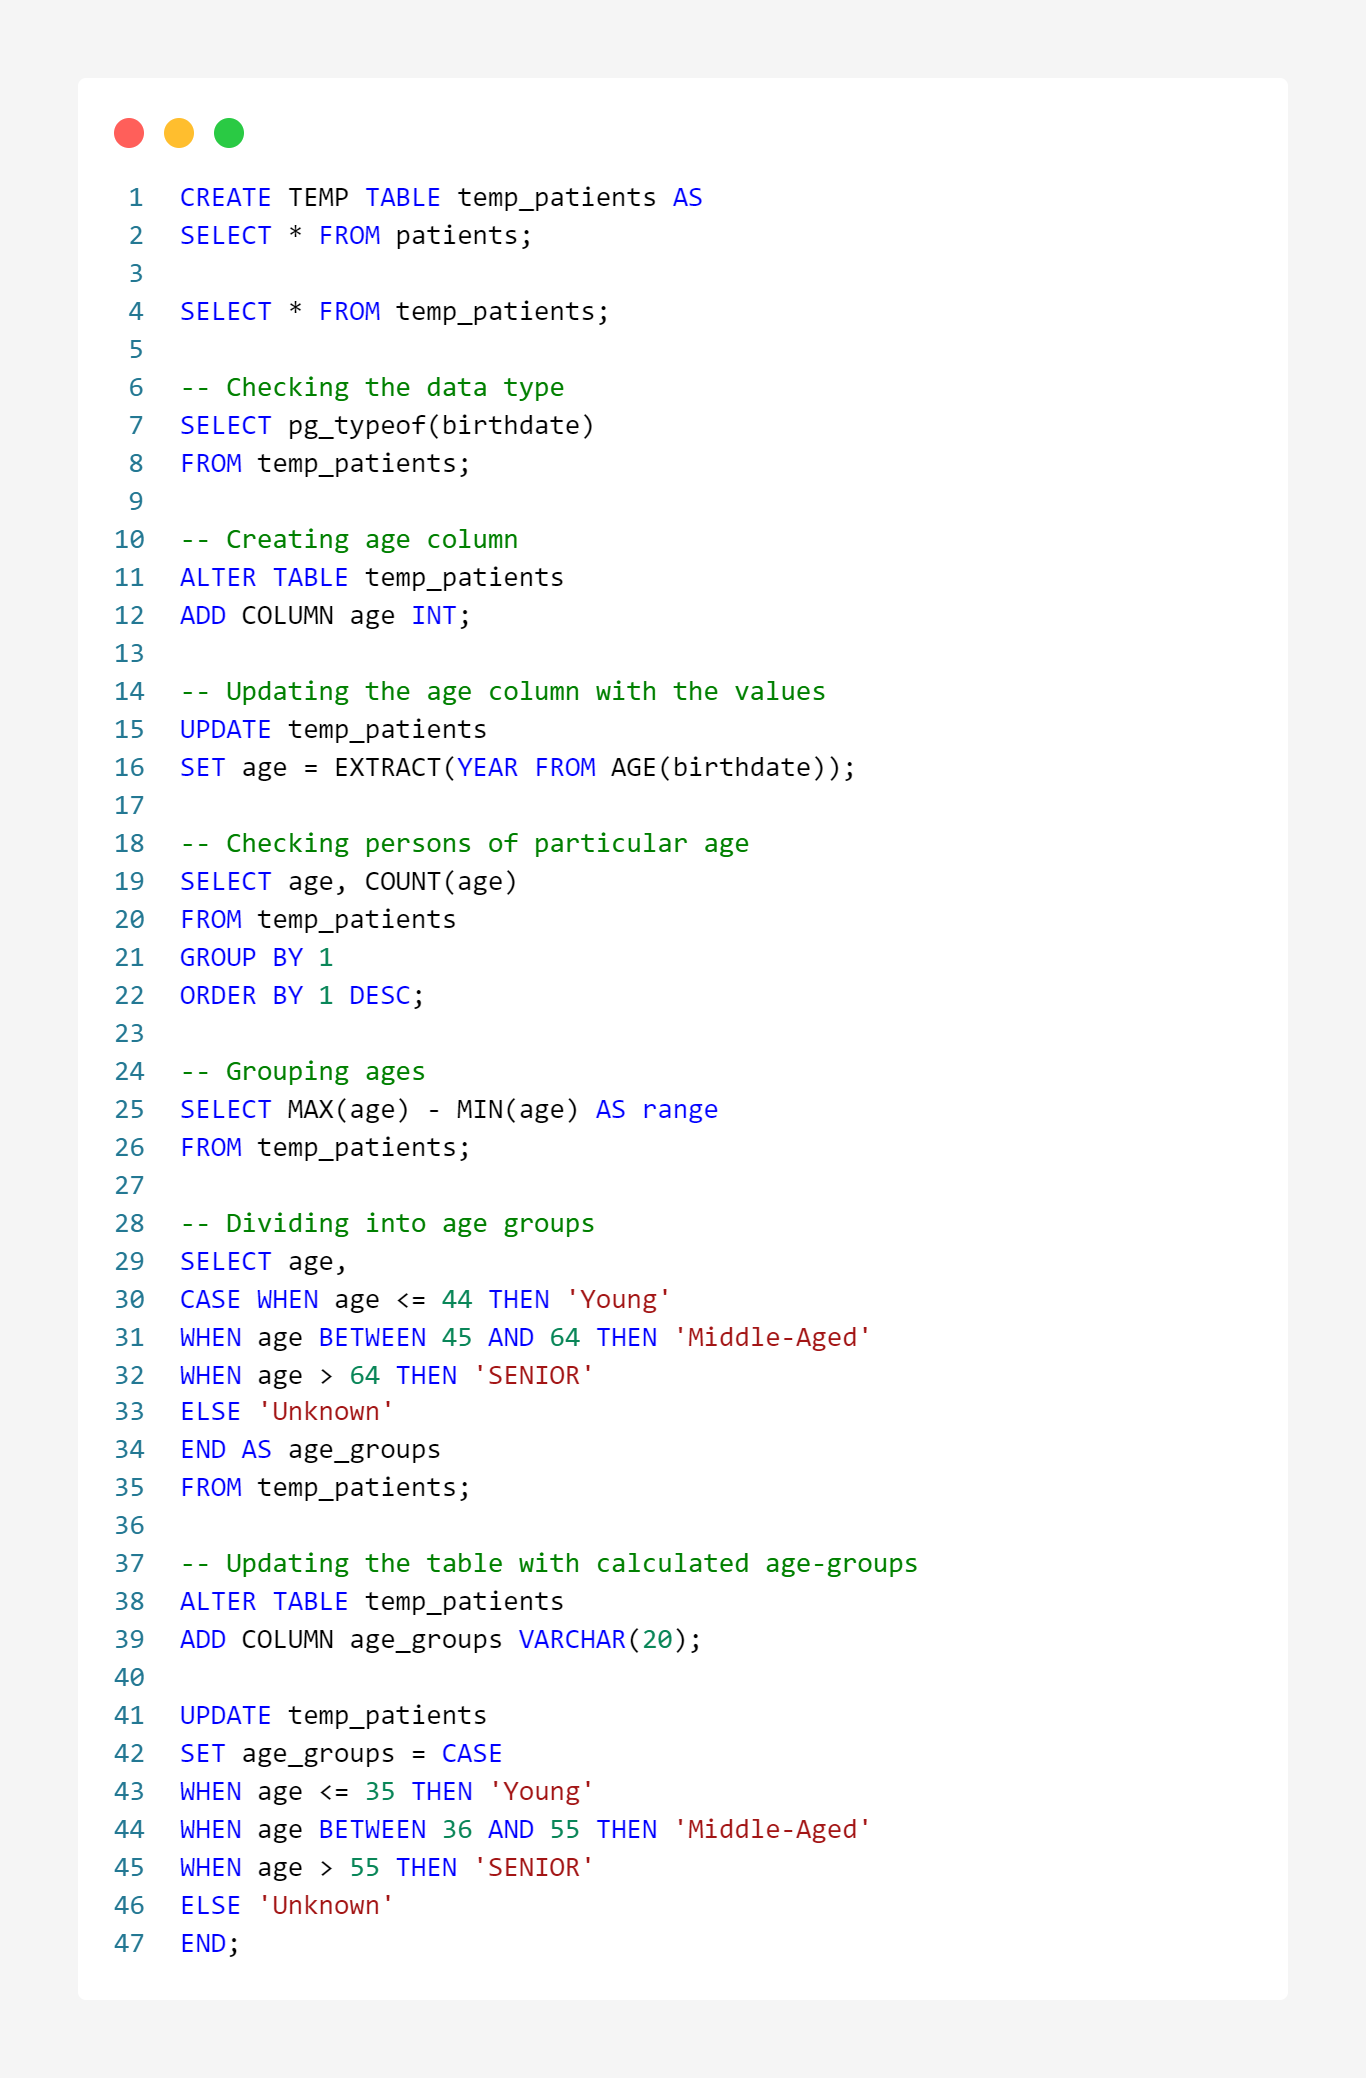 1 CREATE TEMP TABLE temp_patients AS
2 SELECT * FROM patients;
3
4 SELECT * FROM temp_patients;
5
6 -- Checking the data type
7 SELECT pg_typeof(birthdate)
8 FROM temp_patients;
9
10 -- Creating age column
11 ALTER TABLE temp_patients
12 ADD COLUMN age INT;
13
14 -- Updating the age column with the values
15 UPDATE temp_patients
16 SET age = EXTRACT(YEAR FROM AGE(birthdate));
17
18 -- Checking persons of particular age
19 SELECT age, COUNT(age)
20 FROM temp_patients
21 GROUP BY 1
22 ORDER BY 1 DESC;
23
24 -- Grouping ages
25 SELECT MAX(age) - MIN(age) AS range
26 FROM temp_patients;
27
28 -- Dividing into age groups
29 SELECT age,
30 CASE WHEN age <= 44 THEN 'Young'
31 WHEN age BETWEEN 45 AND 64 THEN 'Middle-Aged'
32 WHEN age > 64 THEN 'SENIOR'
33 ELSE 'Unknown'
34 END AS age_groups
35 FROM temp_patients;
36
37 -- Updating the table with calculated age-groups
38 ALTER TABLE temp_patients
39 ADD COLUMN age_groups VARCHAR(20);
40
41 UPDATE temp_patients
42 SET age_groups = CASE
43 WHEN age <= 35 THEN 'Young'
44 WHEN age BETWEEN 36 AND 55 THEN 'Middle-Aged'
45 WHEN age > 55 THEN 'SENIOR'
46 ELSE 'Unknown'
47 END;